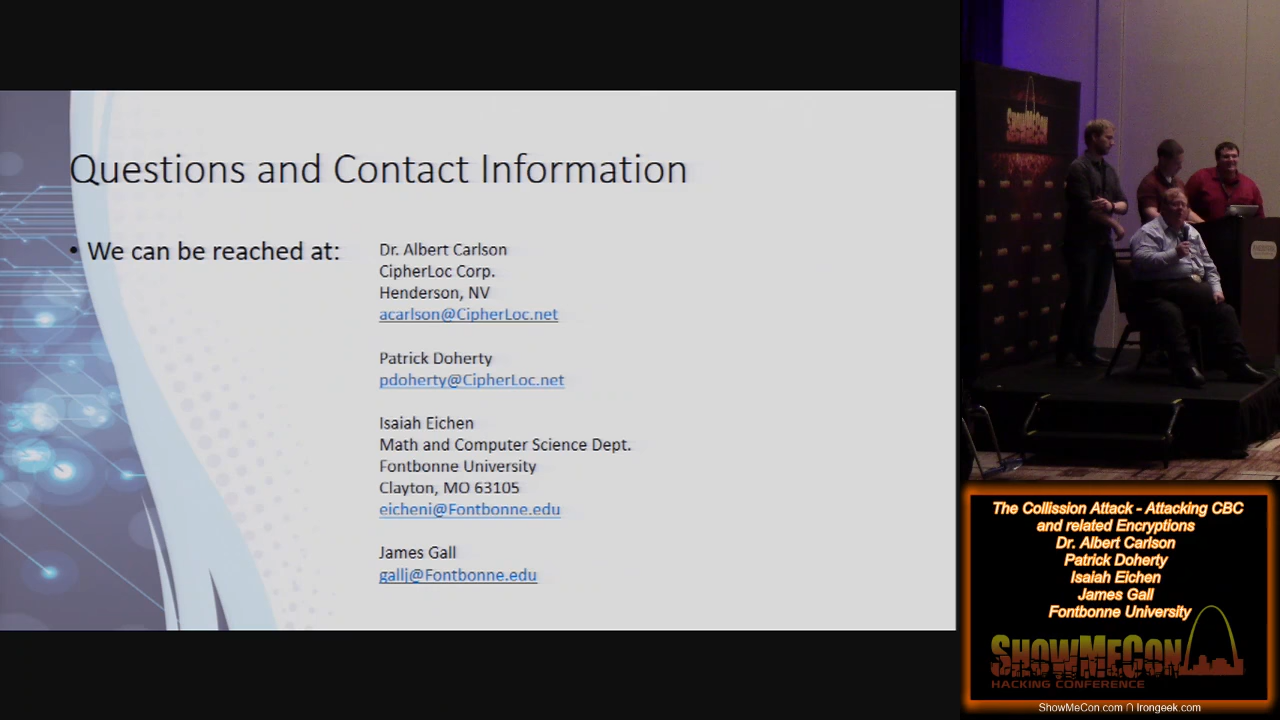 Questions and Contact Information
• We can be reached at:
Dr. Albert Carlson
CipherLoc Corp.
Henderson, NV
acarlson@CipherLoc.net
Patrick Doherty
pdoherty@CipherLoc.net
Isaiah Eichen
Math and Computer Science Dept.
Fontbonne University
Clayton, MO 63105
eicheni@Fontbonne.edu
James Gall
gallj@Fontbonne.edu
SHOWMECON
The Collission Attack - Attacking CBC
and related Encryptions
Dr. Albert Carlson
Patrick Doherty
Isaiah Eichen
James Gall
Fontbonne University
SHOWMECON
HACKING CONFERENCE
ShowMeCon.com ∩ Irongeek.com